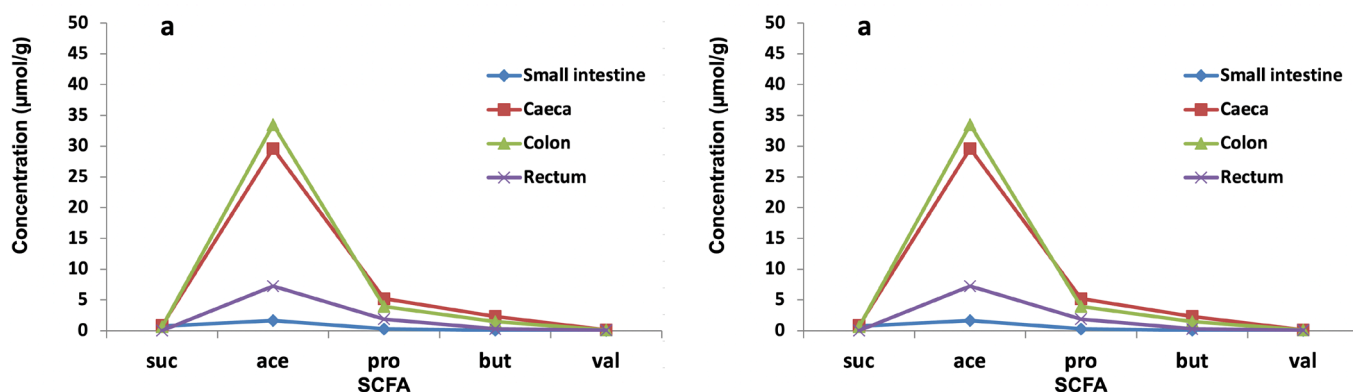 a
Concentration (µmol/g)
50
45
40
35
30
25
20
15
10
5
0
Small intestine
Caeca
Colon
Rectum
suc ace pro but val
SCFA
a
Concentration (µmol/g)
50
45
40
35
30
25
20
15
10
5
0
Small intestine
Caeca
Colon
Rectum
suc ace pro but val
SCFA